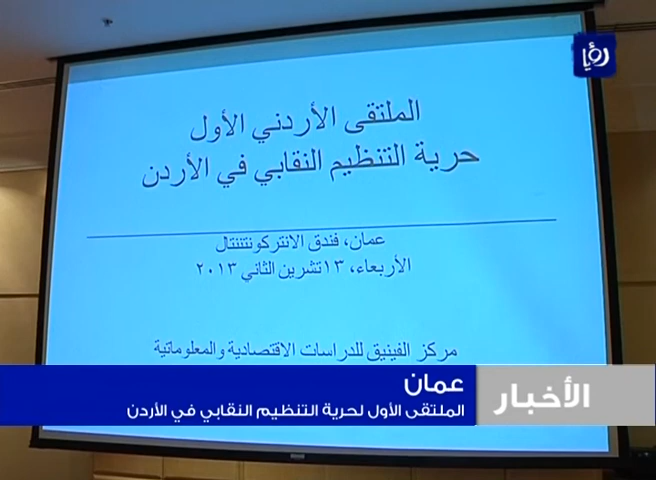 رؤيا
الملتقى الأردني الأول
حرية التنظيم النقابي في الأردن
عمان، فندق الانتركونتننتال
الأربعاء، ١٣ تشرين الثاني ٢٠١٣
مركز الفينيق للدراسات الاقتصادية والمعلوماتية
الأخبار
عمان
الملتقى الأول لحرية التنظيم النقابي في الأردن